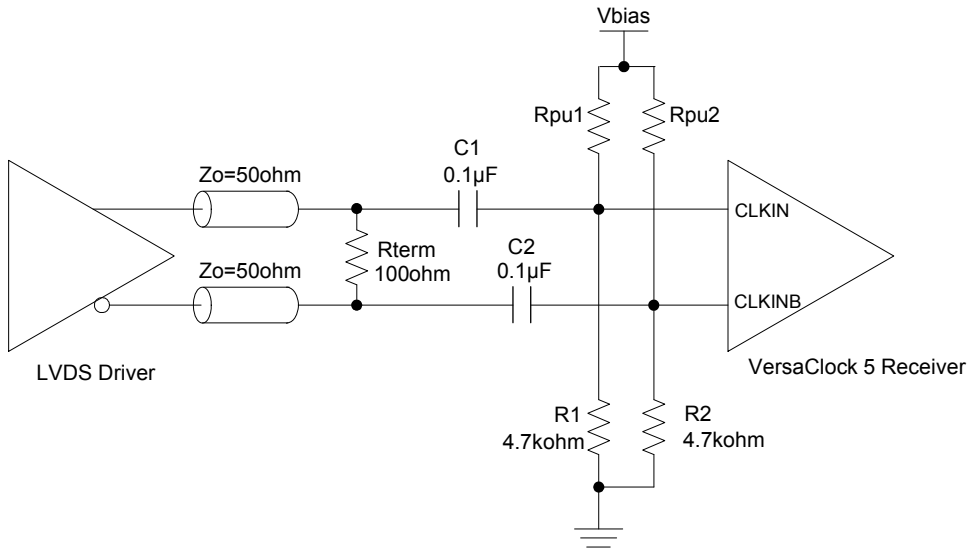 Vbias
Rpu1
Rpu2
C1
0.1µF
Zo=50ohm
CLKIN
Rterm
100ohm
C2
0.1µF
Zo=50ohm
CLKINB
LVDS Driver
VersaClock 5 Receiver
R1
4.7kohm
R2
4.7kohm